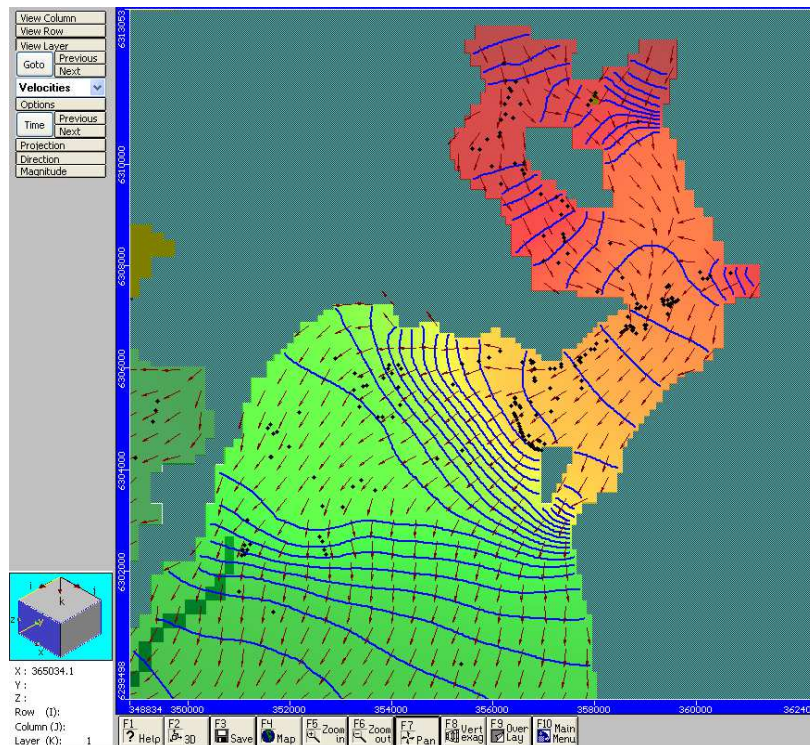 View Column
View Row
View Layer
Goto
Previous
Next
Velocities
Options
Time
Previous
Next
Projection
Direction
Magnitude
6313053
6310000
6308000
6306000
6304000
6302000
6299498
348834
350000
352000
354000
356000
358000
360000
3624
i
j
k
z
y
x
X : 365034.1
Y :
Z :
Row (I):
Column (J):
Layer (K): 1
F1
? Help
F2
3D
F3
Save
F4
Map
F5 Zoom
in
F6 Zoom
out
F7
Pan
F8 Vert
exag
F9 Over
Lay
F10 Main
Menu